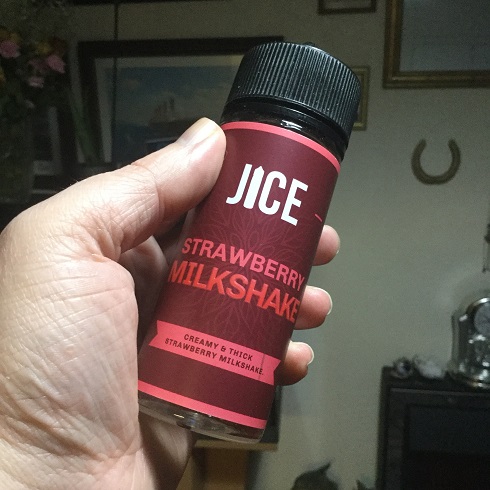 JICE
STRAWBERRY
MILKSHAKE
CREAMY & THICK
STRAWBERRY MILKSHAKE.